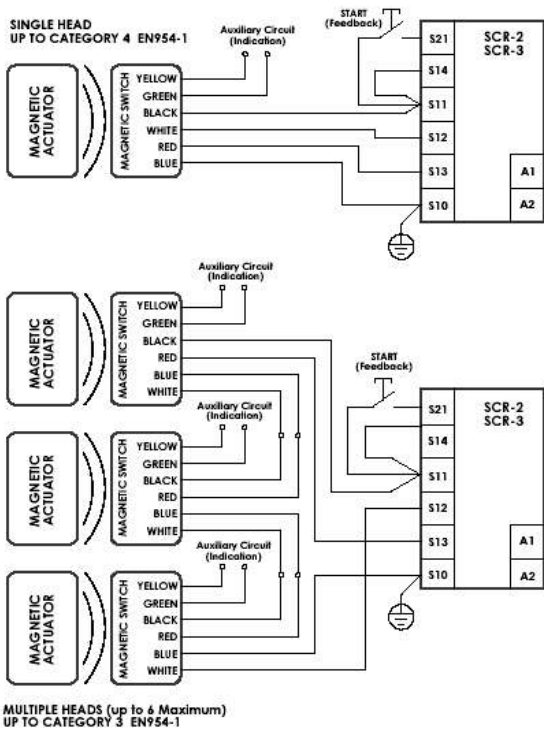 SINGLE HEAD
UP TO CATEGORY 4 EN954-1
Auxiliary Circuit
(Indication)
START
(Feedback)
MAGNETIC
ACTUATOR
MAGNETIC SWITCH
YELLOW
GREEN
BLACK
WHITE
RED
BLUE
S21
S14
S11
S12
S13
S10
SCR-2
SCR-3
A1
A2
Auxiliary Circuit
(Indication)
MAGNETIC
ACTUATOR
MAGNETIC SWITCH
YELLOW
GREEN
BLACK
RED
BLUE
WHITE
Auxiliary Circuit
(Indication)
MAGNETIC
ACTUATOR
MAGNETIC SWITCH
YELLOW
GREEN
BLACK
RED
BLUE
WHITE
Auxiliary Circuit
(Indication)
MAGNETIC
ACTUATOR
MAGNETIC SWITCH
YELLOW
GREEN
BLACK
RED
BLUE
WHITE
START
(Feedback)
S21
S14
S11
S12
S13
S10
SCR-2
SCR-3
A1
A2
MULTIPLE HEADS (up to 6 Maximum)
UP TO CATEGORY 3 EN954-1